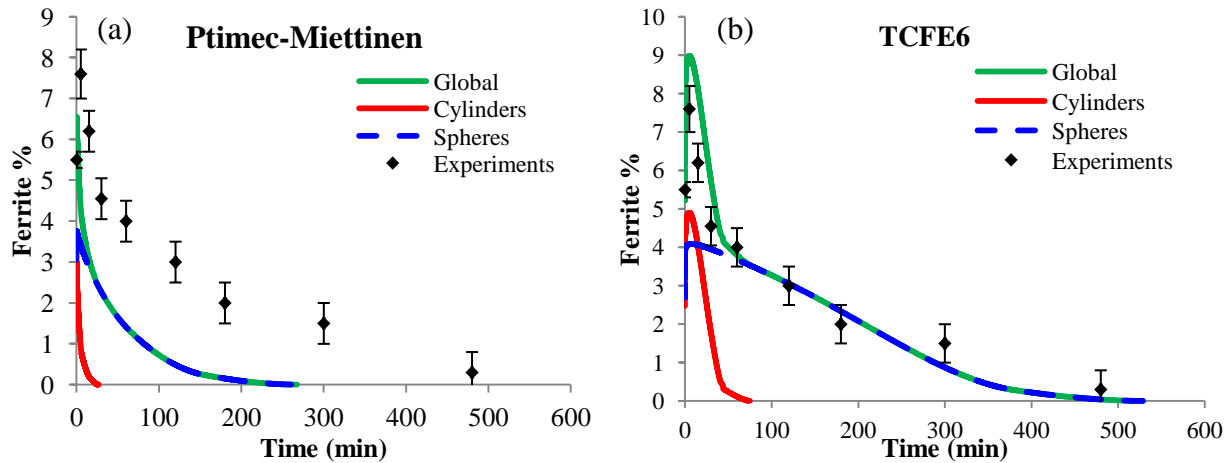 (a)
Ptimec-Miettinen
Global
Cylinders
Spheres
Experiments
Ferrite %
9
8
7
6
5
4
3
2
1
0
0 100 200 300 400 500 600
Time (min)
(b)
TCFE6
Global
Cylinders
Spheres
Experiments
Ferrite %
10
9
8
7
6
5
4
3
2
1
0
0 100 200 300 400 500 600
Time (min)